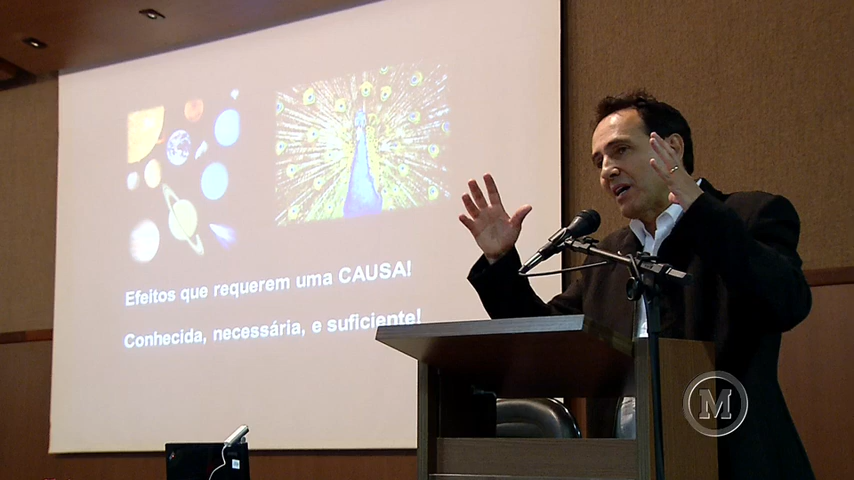 Efeitos que requerem uma CAUSA!
Conhecida, necessária, e suficiente!
M